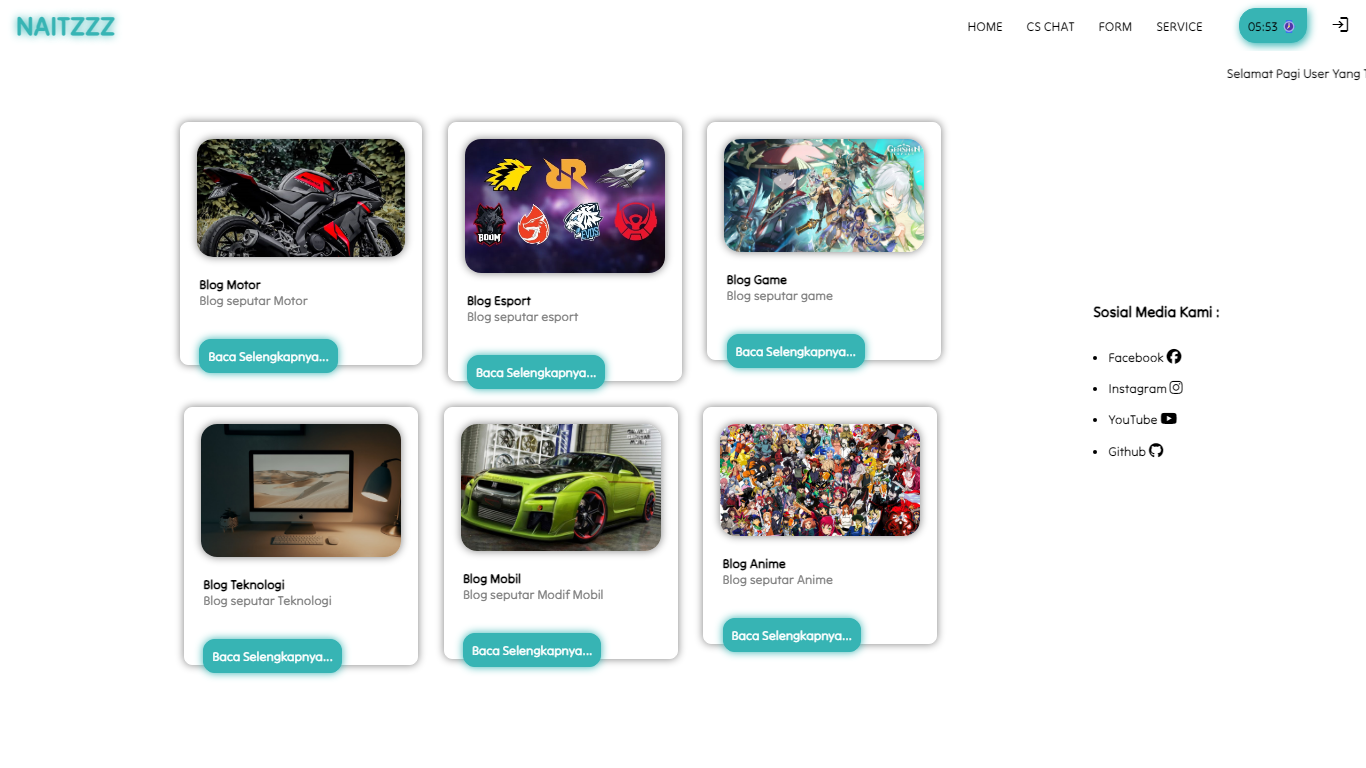 NAITZZZ
HOME CS CHAT FORM SERVICE
05:53
Selamat Pagi User Yang
Blog Motor
Blog seputar Motor
Baca Selengkapnya...
BOOM
EVOS
Blog Esport
Blog seputar esport
Baca Selengkapnya...
GENSHIN
Blog Game
Blog seputar game
Baca Selengkapnya...
Blog Teknologi
Blog seputar Teknologi
Baca Selengkapnya...
Blog Mobil
Blog seputar Modif Mobil
Baca Selengkapnya...
Blog Anime
Blog seputar Anime
Baca Selengkapnya...
Sosial Media Kami :
Facebook
Instagram
YouTube
Github